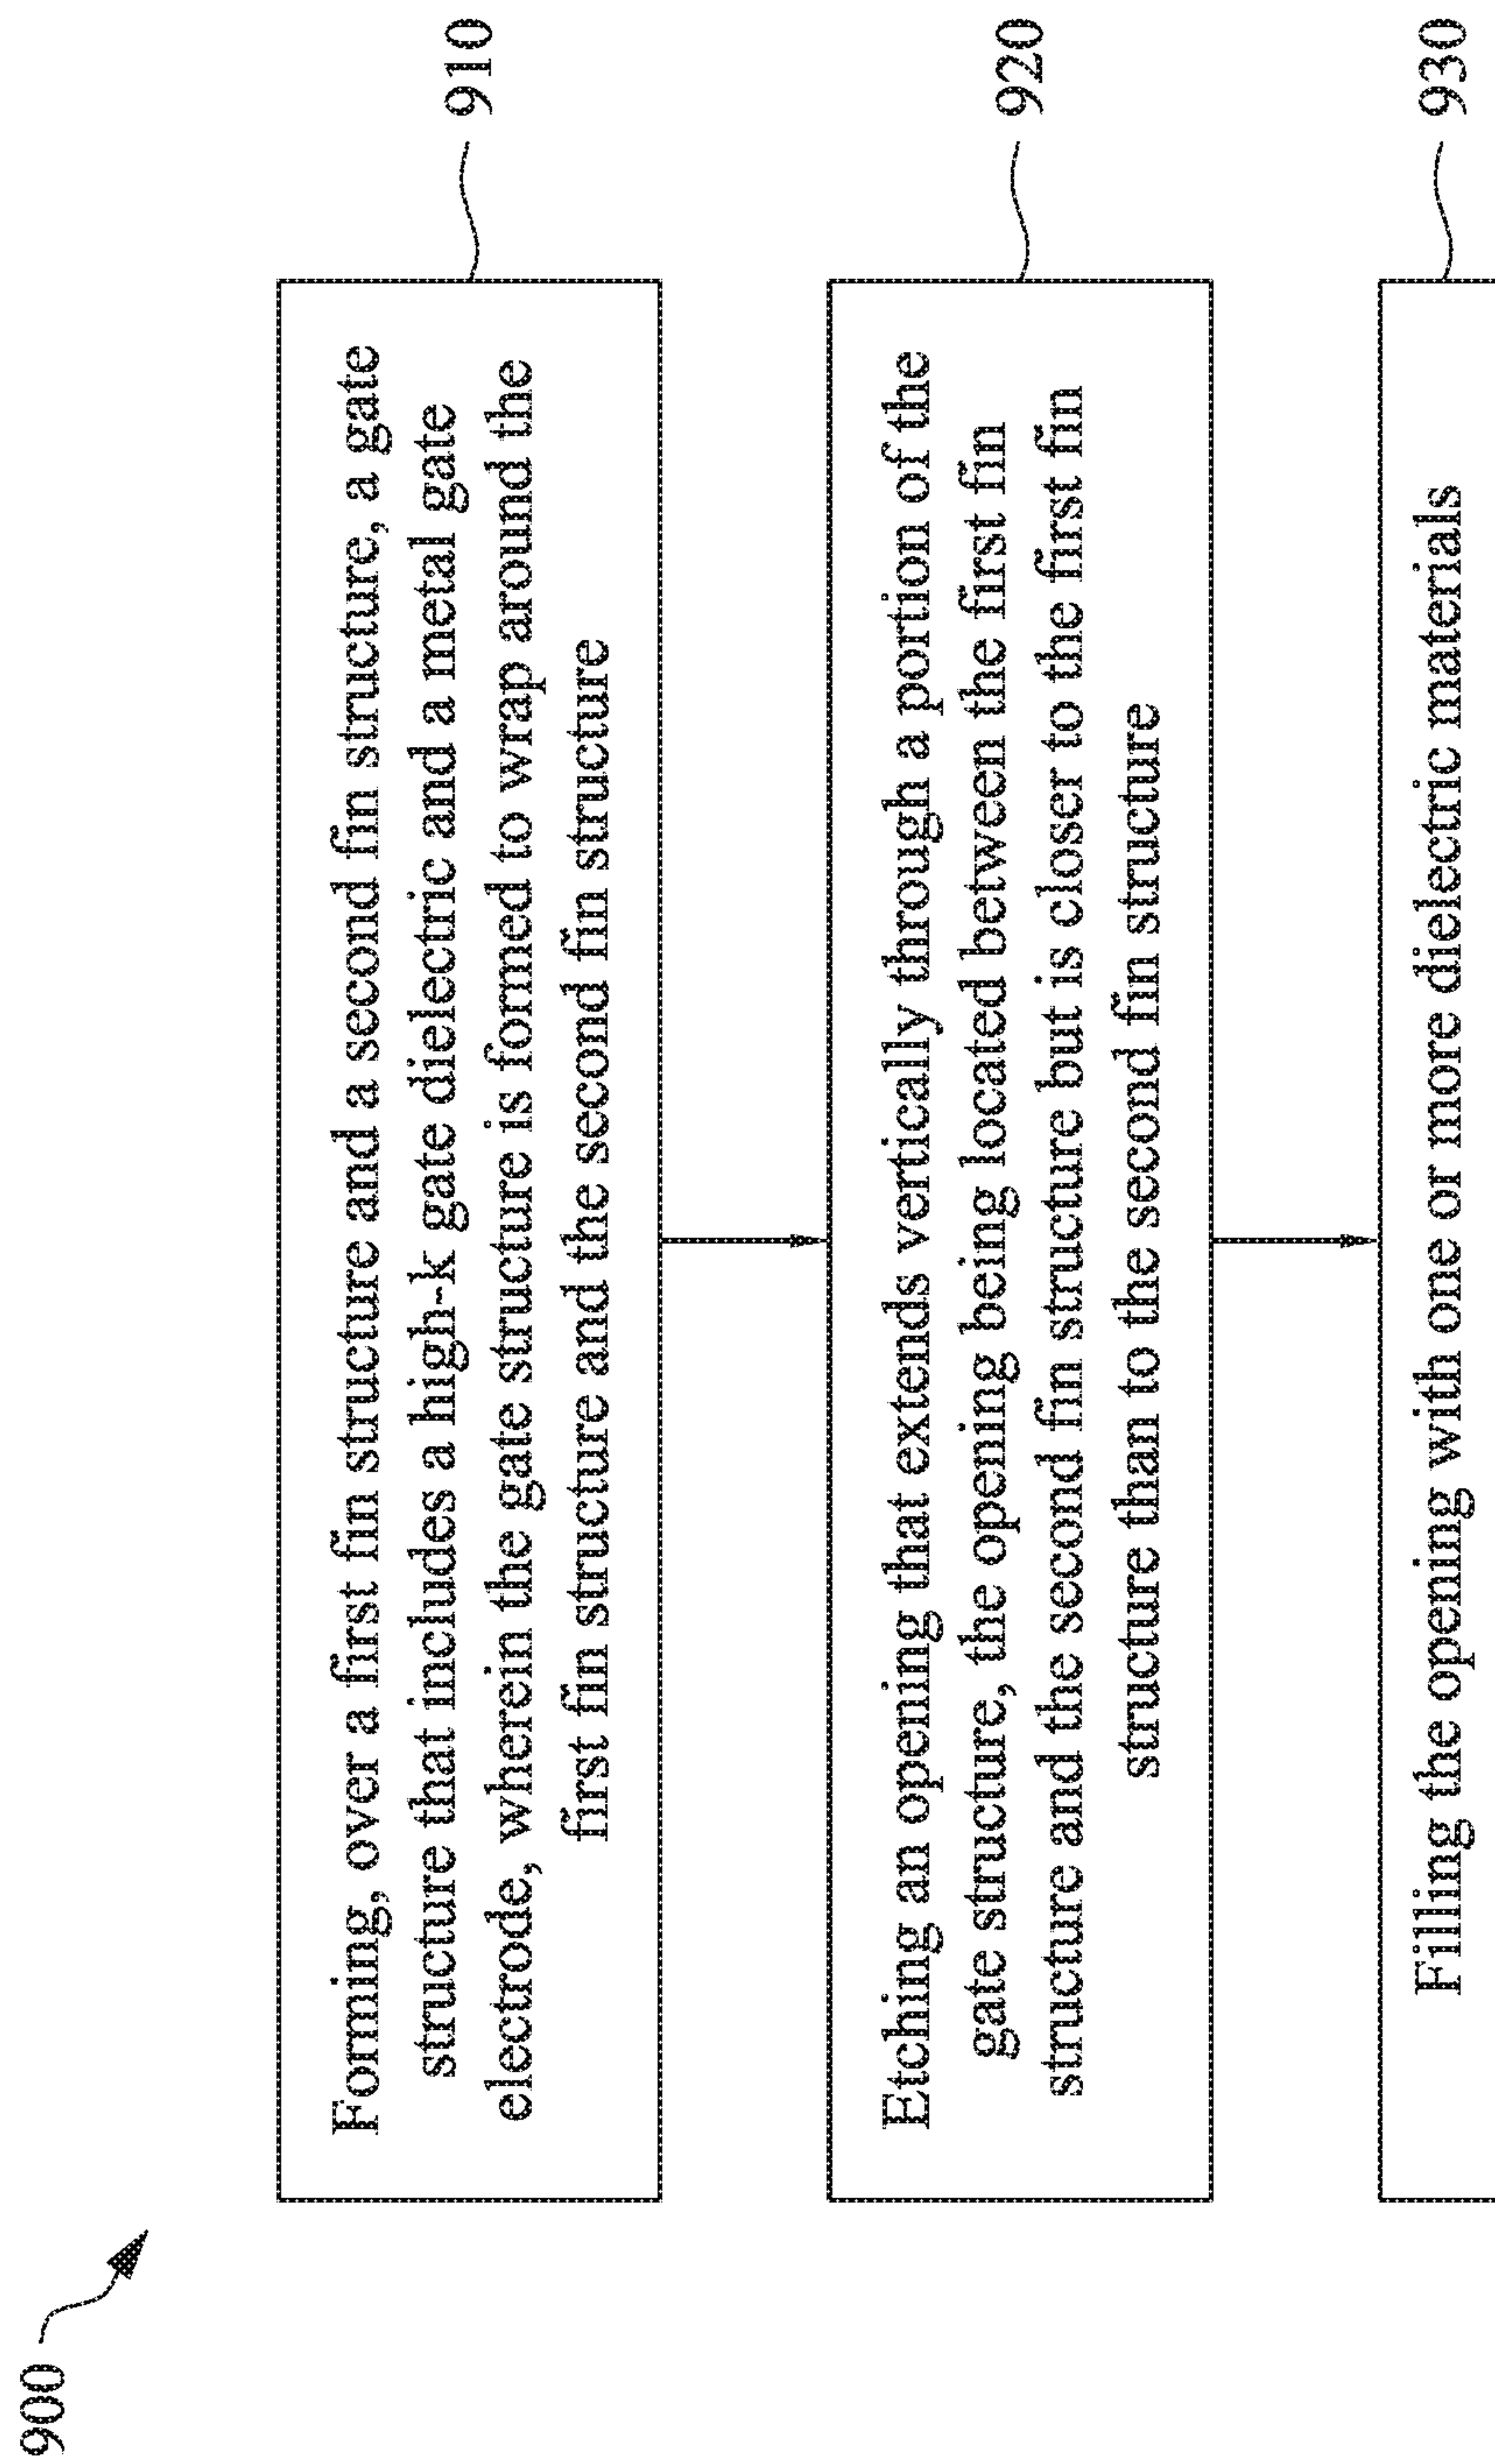 900
Forming, over a first fin structure and a second fin structure, a gate
structure that includes a high-k gate dielectric and a metal gate
electrode, wherein the gate structure is formed to wrap around the
first fin structure and the second fin structure
910
Etching an opening that extends vertically through a portion of the
gate structure, the opening being located between the first fin
structure and the second fin structure but is closer to the first fin
structure than to the second fin structure
920
Filling the opening with one or more dielectric materials
930